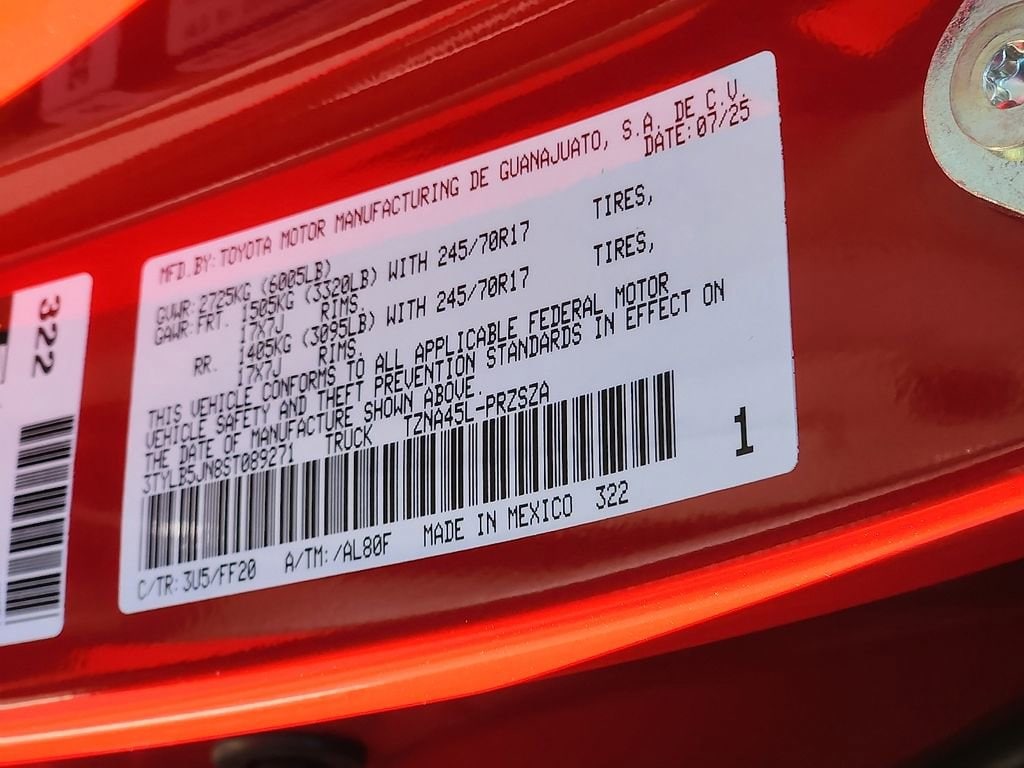 322
MFD.BY:TOYOTA MOTOR MANUFACTURING DE GUANAJUATO, S.A. DE C.V.
DATE:07/25
GVWR:2725KG (6005LB)
GAWR:FRT. 1505KG (3320LB) WITH 245/70R17 TIRES,
17X7J RIMS,
RR. 1405KG (3095LB) WITH 245/70R17 TIRES,
17X7J RIMS.
THIS VEHICLE CONFORMS TO ALL APPLICABLE FEDERAL MOTOR
VEHICLE SAFETY AND THEFT PREVENTION STANDARDS IN EFFECT ON
THE DATE OF MANUFACTURE SHOWN ABOVE.
3TYLB5JN8ST089271 TRUCK TZNA45L-PRZSZA
1
C/TR:3U5/FF20 A/TM:/AL80F MADE IN MEXICO 322